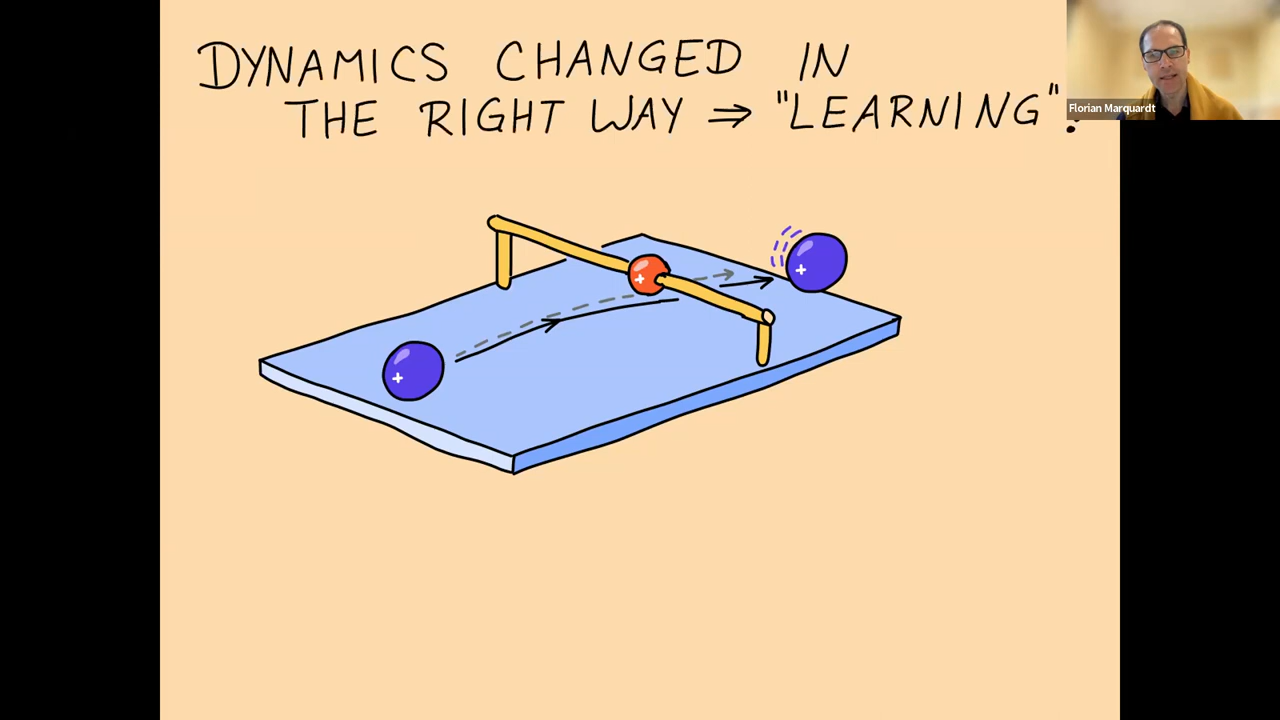 DYNAMICS CHANGED IN
THE RIGHT WAY ⇒ "LEARNING"
Florian Marquardt
+
+
+